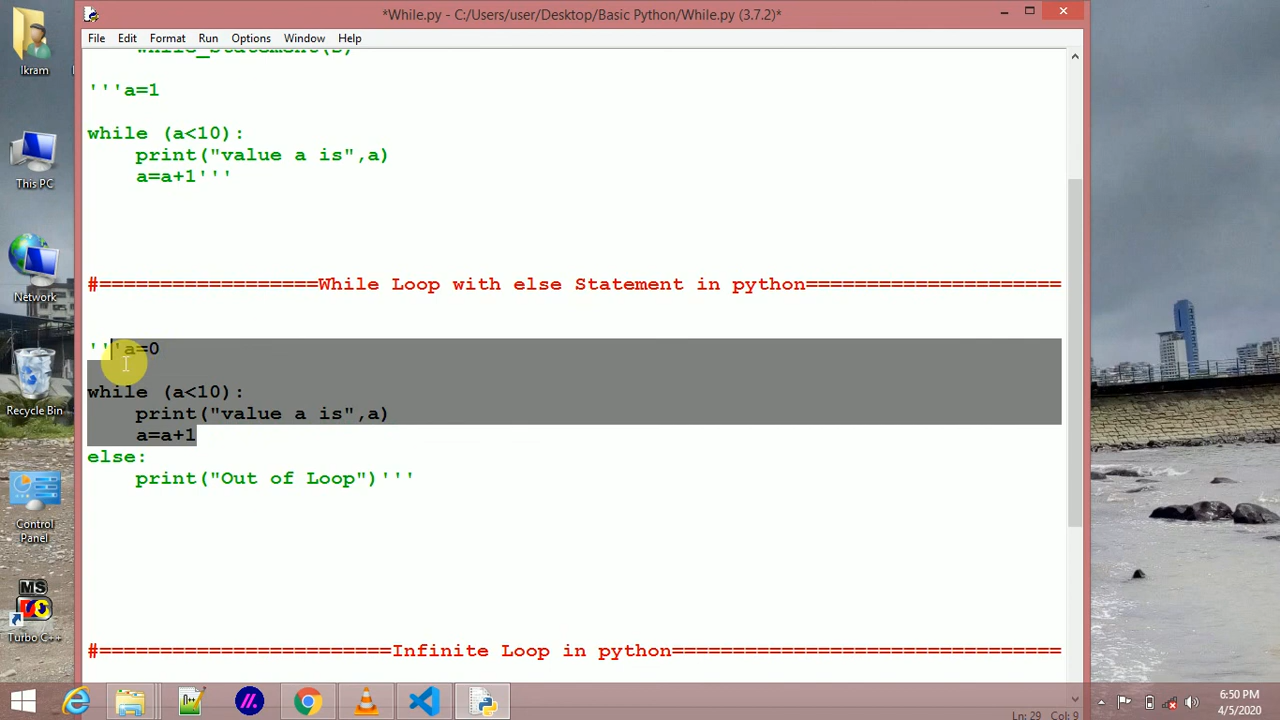 *While.py - C:/Users/user/Desktop/Basic Python/While.py (3.7.2)*
File Edit Format Run Options Window Help
while_Statement(s)
'''a=1
while (a<10):
    print("value a is",a)
    a=a+1'''
#==================While Loop with else Statement in python=====================
'''a=0
while (a<10):
    print("value a is",a)
    a=a+1
else:
    print("Out of Loop")'''
#========================Infinite Loop in python================================
Ln: 29 Col: 9
Ikram
This PC
Network
Recycle Bin
Control Panel
MS
Turbo C++
6:50 PM
4/5/2020